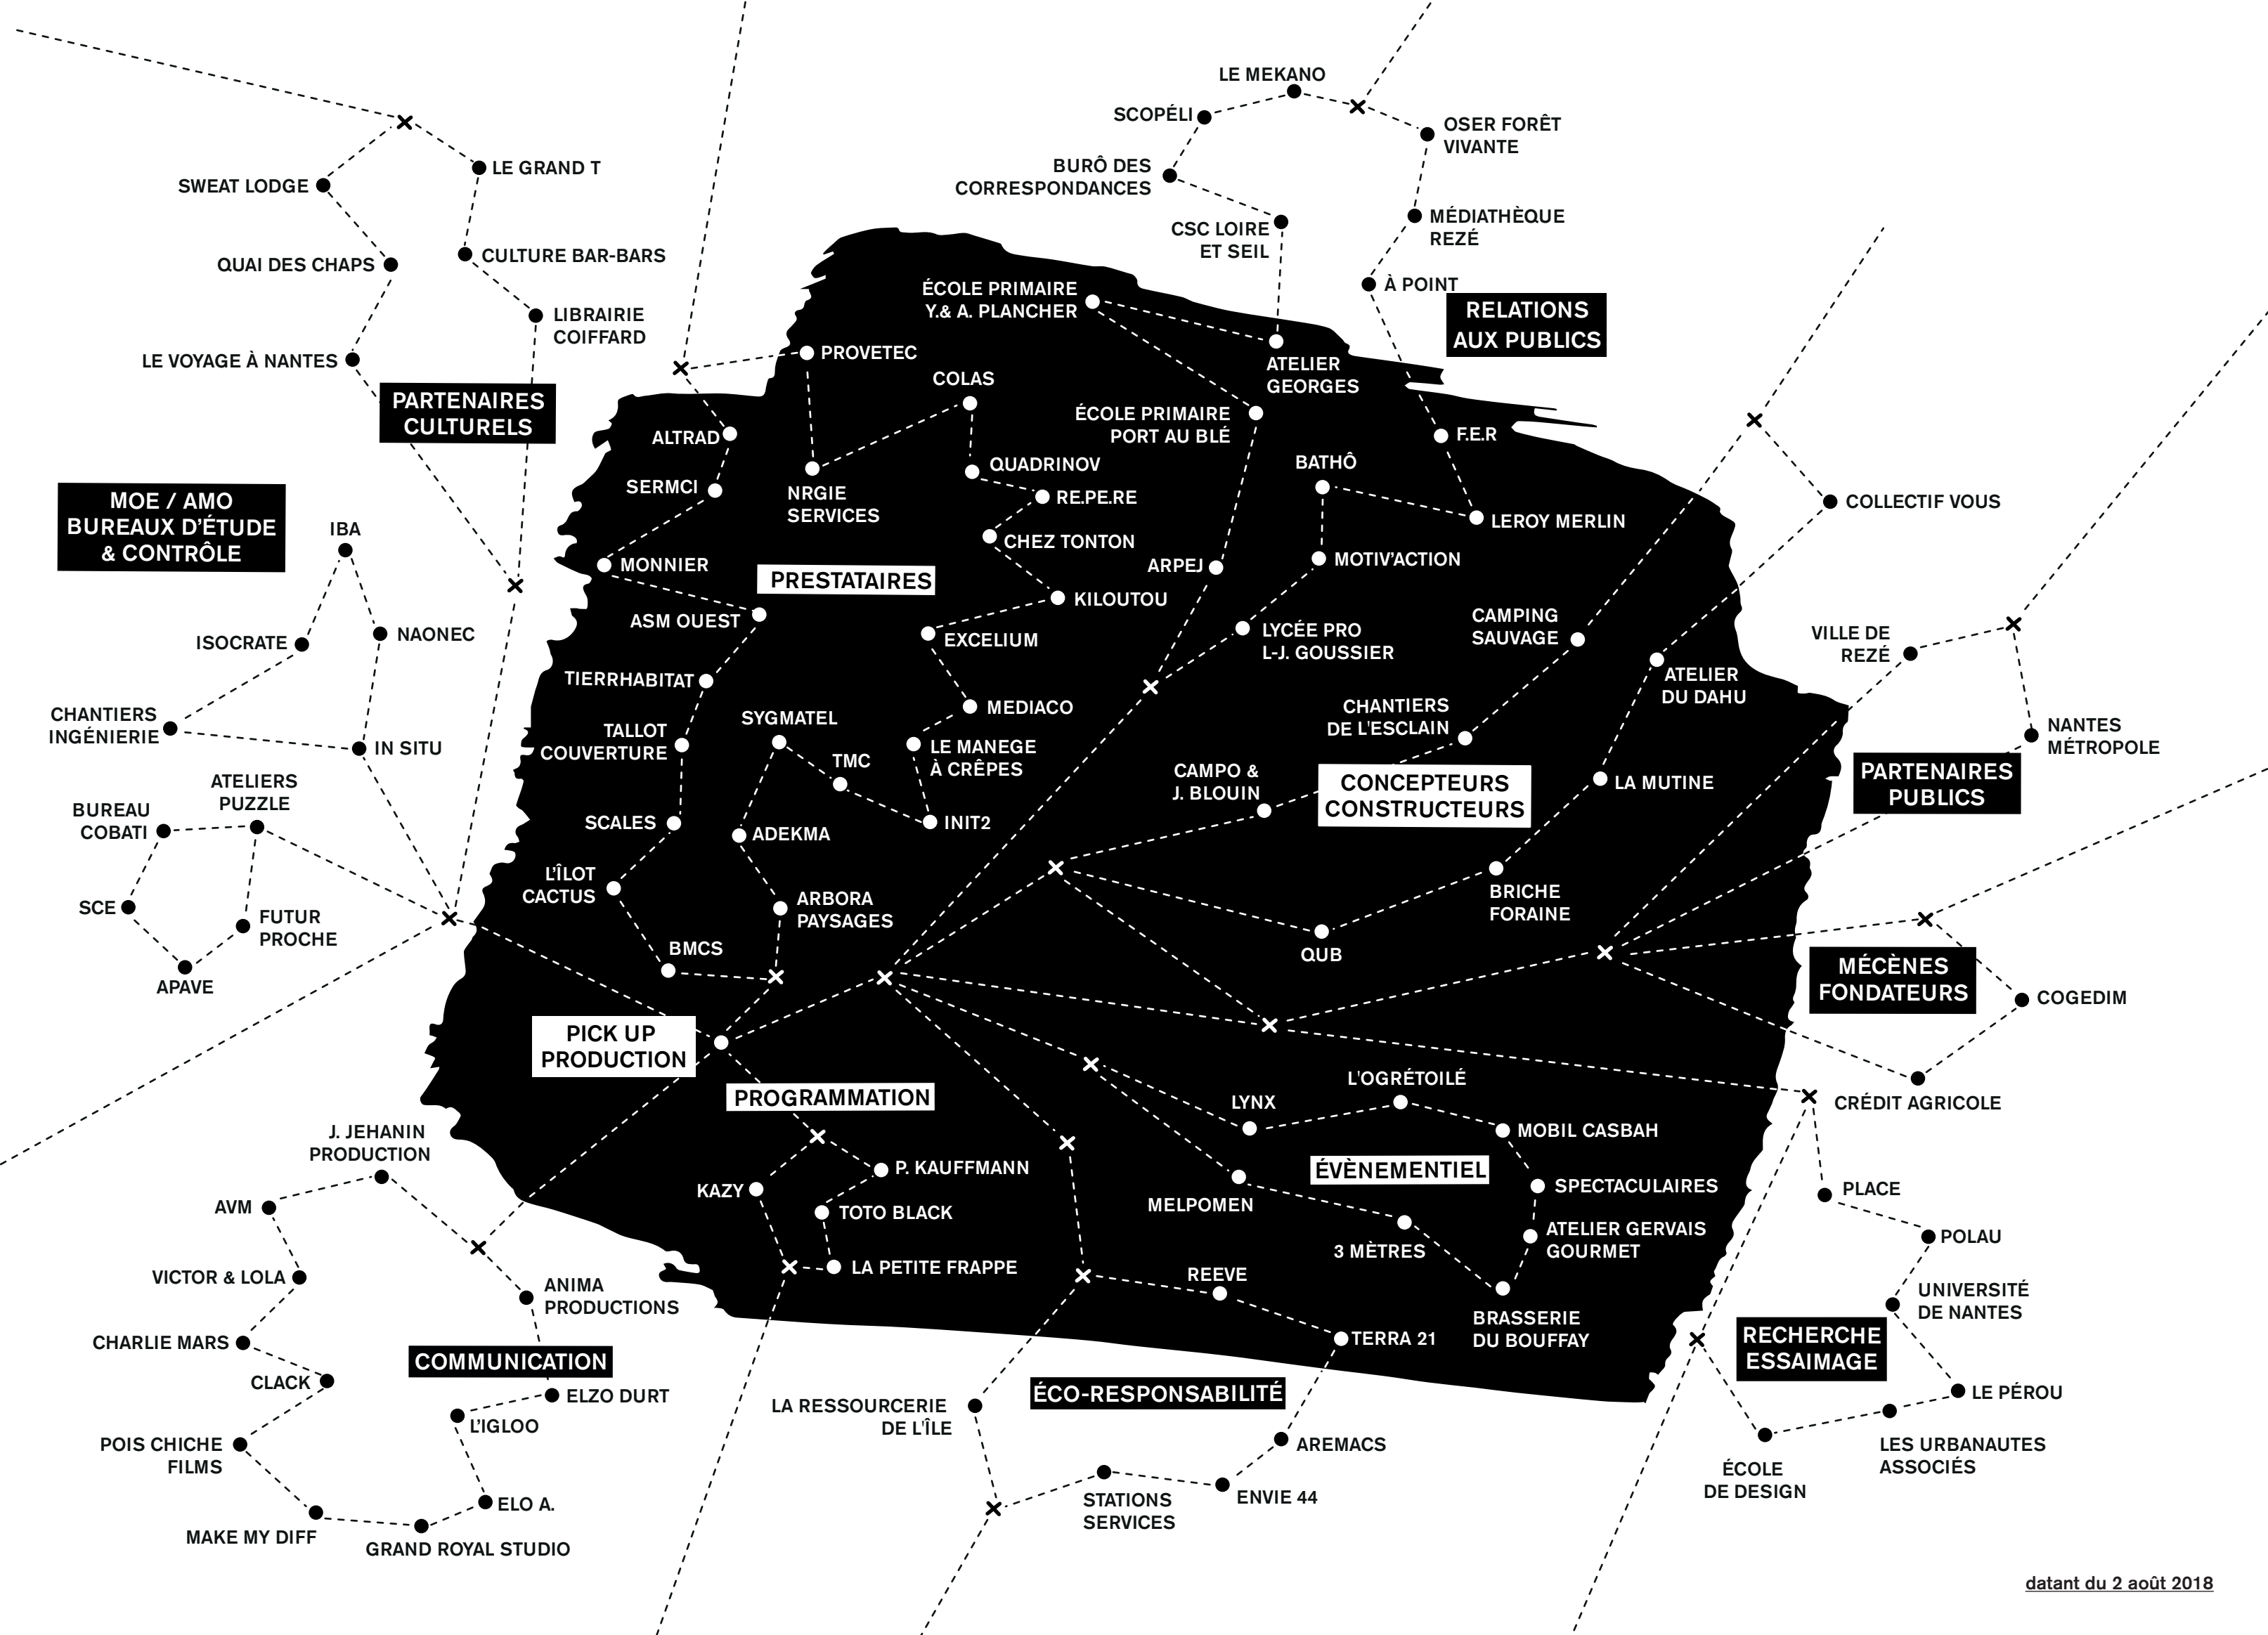 LE MEKANO
SCOPÉLI
OSER FORÊT
VIVANTE
BURÔ DES
CORRESPONDANCES
MÉDIATHÈQUE
REZÉ
CSC LOIRE
ET SEIL
À POINT
RELATIONS
AUX PUBLICS
ÉCOLE PRIMAIRE
Y.& A. PLANCHER
ATELIER
GEORGES
ÉCOLE PRIMAIRE
PORT AU BLÉ
F.E.R
BATHÔ
LEROY MERLIN
MOTIV'ACTION
ARPEJ
LYCÉE PRO
L-J. GOUSSIER
LE GRAND T
SWEAT LODGE
CULTURE BAR-BARS
QUAI DES CHAPS
LIBRAIRIE
COIFFARD
LE VOYAGE À NANTES
PARTENAIRES
CULTURELS
MOE / AMO
BUREAUX D'ÉTUDE
& CONTRÔLE
IBA
ISOCRATE
NAONEC
CHANTIERS
INGÉNIERIE
IN SITU
ATELIERS
PUZZLE
BUREAU
COBATI
SCE
FUTUR
PROCHE
APAVE
PROVETEC
COLAS
ALTRAD
SERMCI
NRGIE
SERVICES
QUADRINOV
RE.PE.RE
CHEZ TONTON
MONNIER
PRESTATAIRES
KILOUTOU
ASM OUEST
EXCELIUM
TIERRHABITAT
MEDIACO
SYGMATEL
TALLOT
COUVERTURE
TMC
LE MANEGE
À CRÊPES
SCALES
ADEKMA
INIT2
L'ÎLOT
CACTUS
ARBORA
PAYSAGES
BMCS
COLLECTIF VOUS
CAMPING
SAUVAGE
ATELIER
DU DAHU
CHANTIERS
DE L'ESCLAIN
CAMPO &
J. BLOUIN
CONCEPTEURS
CONSTRUCTEURS
LA MUTINE
BRICHE
FORAINE
QUB
VILLE DE
REZÉ
NANTES
MÉTROPOLE
PARTENAIRES
PUBLICS
MÉCÈNES
FONDATEURS
COGEDIM
CRÉDIT AGRICOLE
PICK UP
PRODUCTION
PROGRAMMATION
P. KAUFFMANN
KAZY
TOTO BLACK
LA PETITE FRAPPE
L'OGRÉTOILÉ
LYNX
MOBIL CASBAH
ÉVÈNEMENTIEL
SPECTACULAIRES
MELPOMEN
ATELIER GERVAIS
GOURMET
3 MÈTRES
BRASSERIE
DU BOUFFAY
J. JEHANIN
PRODUCTION
AVM
VICTOR & LOLA
ANIMA
PRODUCTIONS
CHARLIE MARS
COMMUNICATION
CLACK
ELZO DURT
L'IGLOO
POIS CHICHE
FILMS
ELO A.
MAKE MY DIFF
GRAND ROYAL STUDIO
REEVE
TERRA 21
ÉCO-RESPONSABILITÉ
LA RESSOURCERIE
DE L'ÎLE
AREMACS
STATIONS
SERVICES
ENVIE 44
PLACE
POLAU
UNIVERSITÉ
DE NANTES
RECHERCHE
ESSAIMAGE
LE PÉROU
LES URBANAUTES
ASSOCIÉS
ÉCOLE
DE DESIGN
datant du 2 août 2018